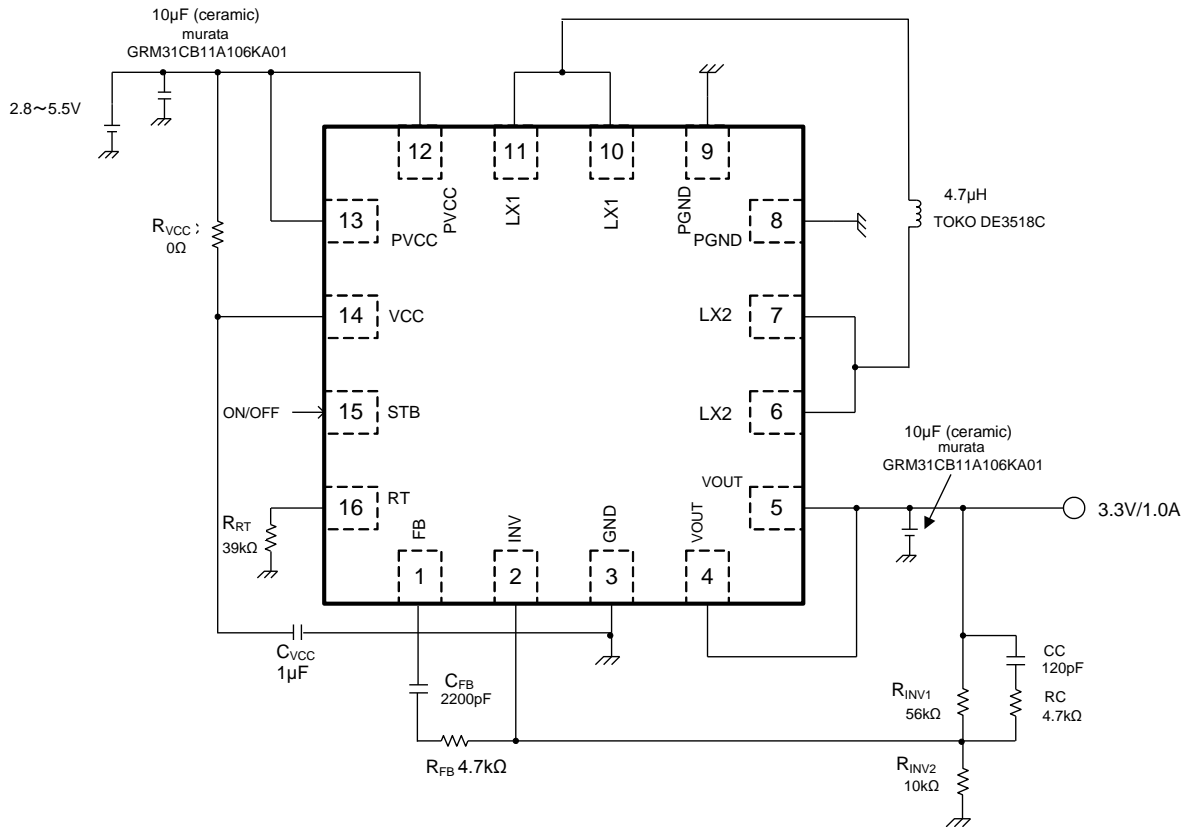 10µF (ceramic)
murata
GRM31CB11A106KA01
2.8～5.5V
12
11
10
9
PVCC
LX1
LX1
PGND
4.7µH
TOKO DE3518C
RVCC :
0Ω
13
PVCC
8
PGND
14
VCC
7
LX2
ON/OFF
15
STB
6
LX2
10µF (ceramic)
murata
GRM31CB11A106KA01
16
RT
5
VOUT
3.3V/1.0A
RRT
39kΩ
FB
INV
GND
VOUT
1
2
3
4
CVCC
1µF
CFB
2200pF
RFB 4.7kΩ
RINV1
56kΩ
CC
120pF
RC
4.7kΩ
RINV2
10kΩ